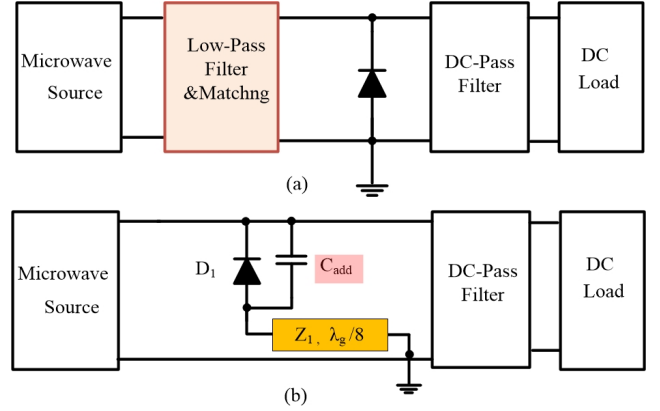 Microwave
Source
Low-Pass
Filter
&Matchng
DC-Pass
Filter
DC
Load
(a)
Microwave
Source
D1
Cadd
Z1, λg/8
DC-Pass
Filter
DC
Load
(b)